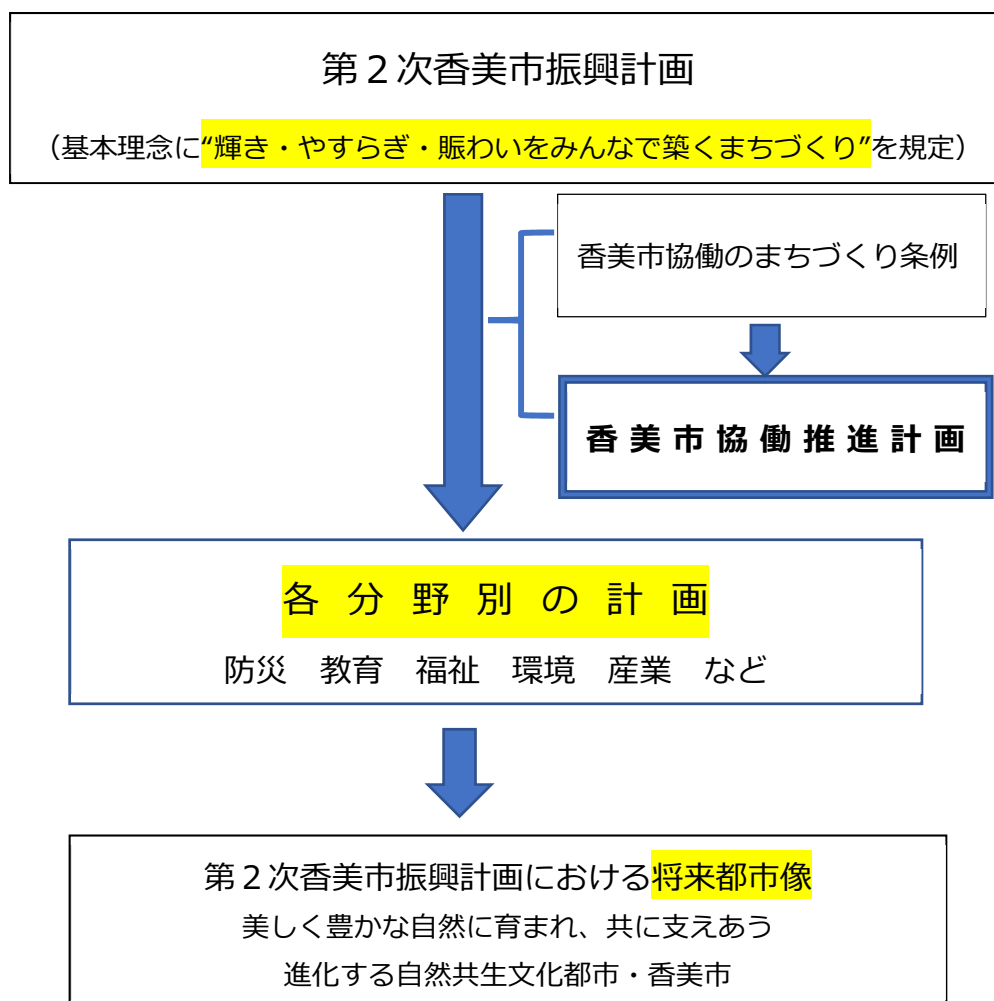 第２次香美市振興計画
（基本理念に“輝き・やすらぎ・賑わいをみんなで築くまちづくり”を規定）
香美市協働のまちづくり条例
香美市協働推進計画
各分野別の計画
防災　教育　福祉　環境　産業　など
第２次香美市振興計画における将来都市像
美しく豊かな自然に育まれ、共に支えあう
進化する自然共生文化都市・香美市